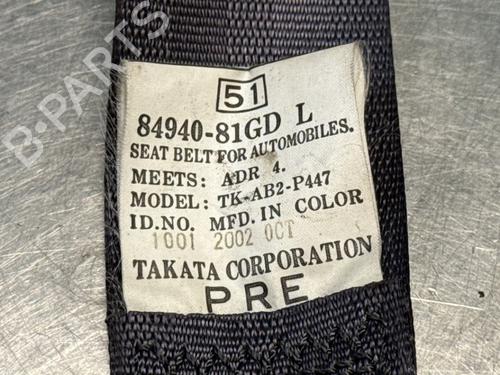 51
84940-81GD L
SEAT BELT FOR AUTOMOBILES.
MEETS: ADR 4.
MODEL: TK-AB2-P447
ID.NO. MFD. IN COLOR
1001 2002 OCT
TAKATA CORPORATION
PRE
B-PARTS